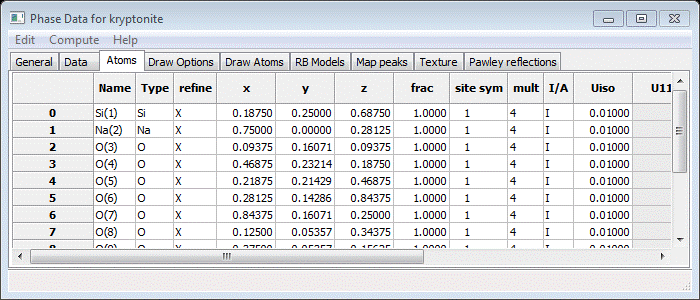 Phase Data for kryptonite
Edit Compute Help
General Data Atoms Draw Options Draw Atoms RB Models Map peaks Texture Pawley reflections
Name Type refine x y z frac site sym mult I/A Uiso U11
0 Si(1) Si X 0.18750 0.25000 0.68750 1.0000 1 4 I 0.01000
1 Na(2) Na X 0.75000 0.00000 0.28125 1.0000 1 4 I 0.01000
2 O(3) O X 0.09375 0.16071 0.09375 1.0000 1 4 I 0.01000
3 O(4) O X 0.46875 0.23214 0.18750 1.0000 1 4 I 0.01000
4 O(5) O X 0.21875 0.21429 0.46875 1.0000 1 4 I 0.01000
5 O(6) O X 0.28125 0.14286 0.84375 1.0000 1 4 I 0.01000
6 O(7) O X 0.84375 0.16071 0.25000 1.0000 1 4 I 0.01000
7 O(8) O X 0.12500 0.05357 0.34375 1.0000 1 4 I 0.01000